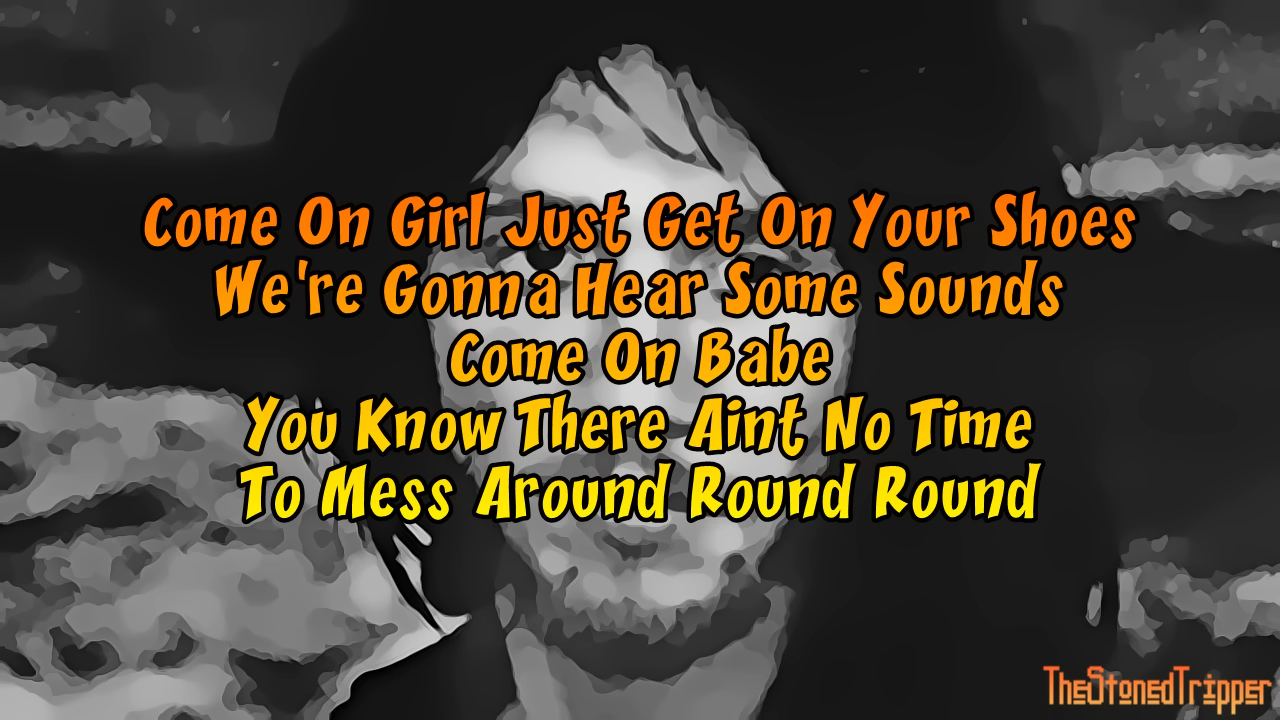 Come On Girl Just Get On Your Shoes
We're Gonna Hear Some Sounds
Come On Babe
You Know There Aint No Time
To Mess Around Round Round
TheStonedTripper